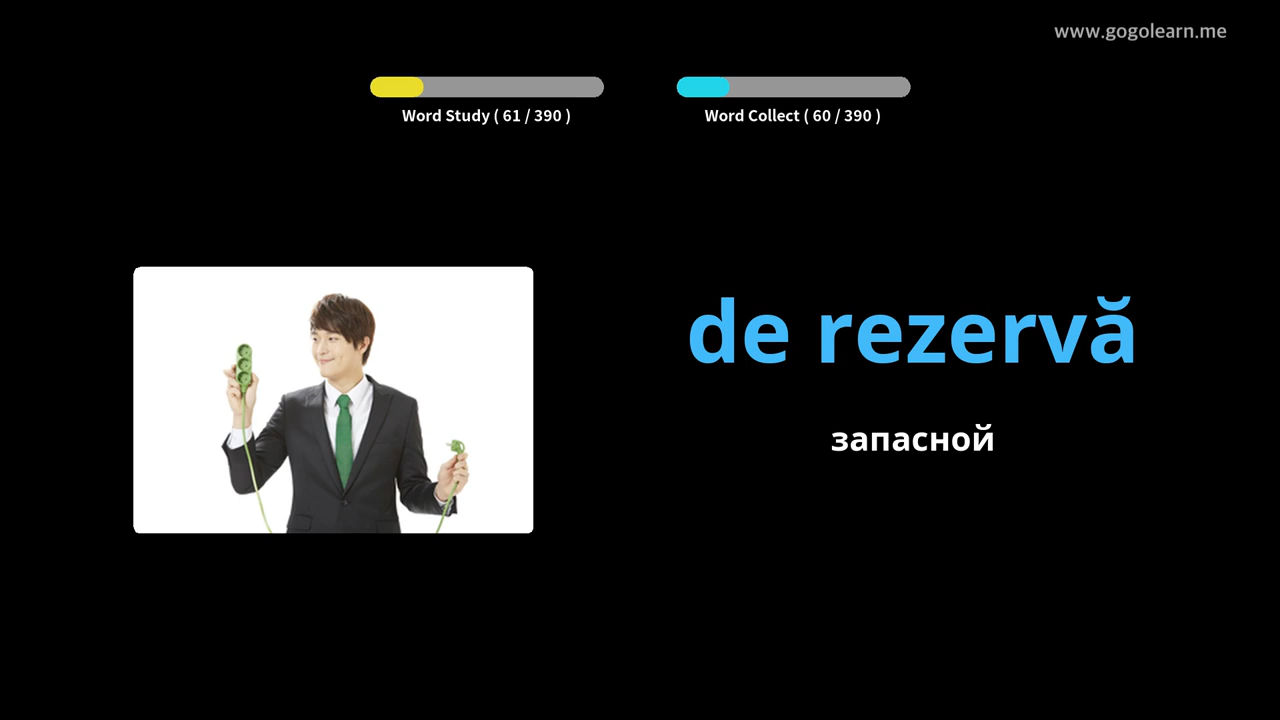 www.gogolearn.me
Word Study ( 61 / 390 )
Word Collect ( 60 / 390 )
de rezervă
запасной